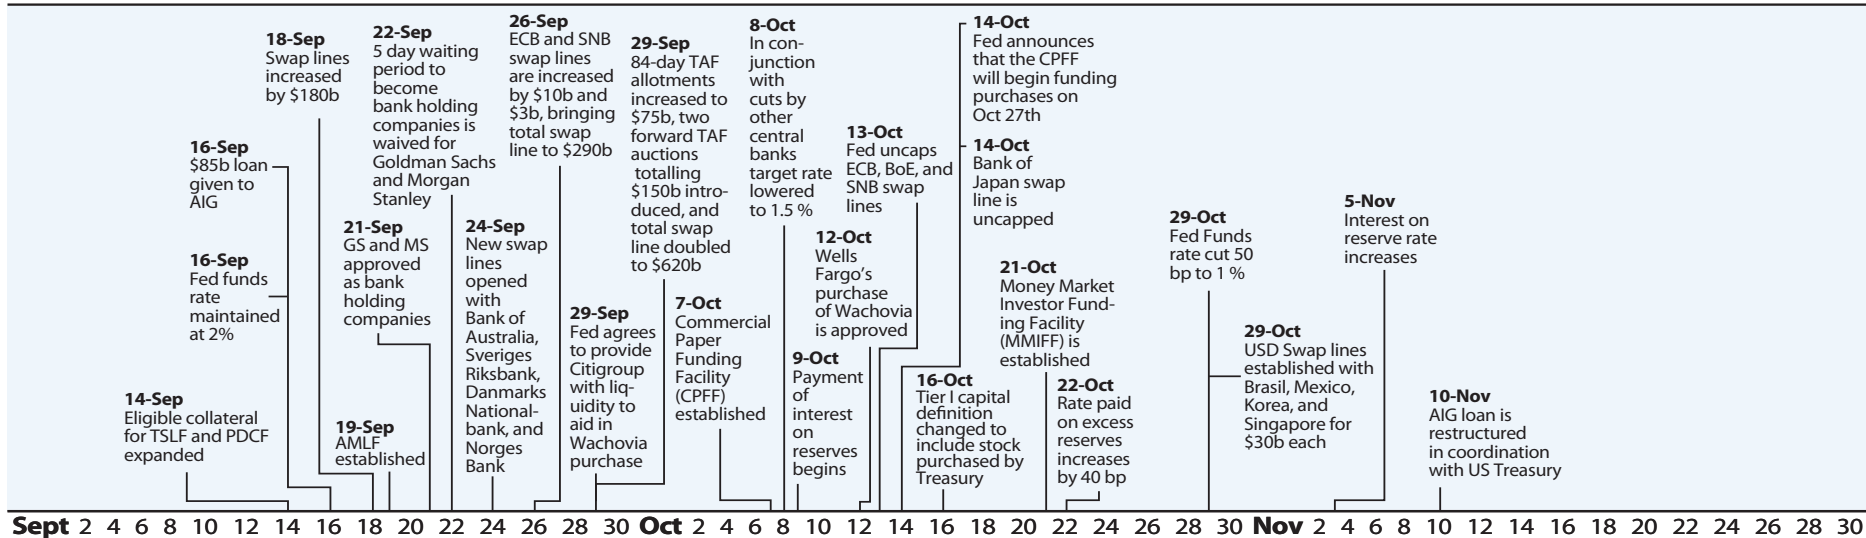 14-Sep
Eligible collateral
for TSLF and PDCF
expanded
16-Sep
$85b loan
given to
AIG
16-Sep
Fed funds
rate
maintained
at 2%
18-Sep
Swap lines
increased
by $180b
19-Sep
AMLF
established
21-Sep
GS and MS
approved
as bank
holding
companies
22-Sep
5 day waiting
period to
become
bank holding
companies is
waived for
Goldman Sachs
and Morgan
Stanley
24-Sep
New swap
lines
opened
with
Bank of
Australia,
Sveriges
Riksbank,
Danmarks
National-
bank, and
Norges
Bank
26-Sep
ECB and SNB
swap lines
are increased
by $10b and
$3b, bringing
total swap
line to $290b
29-Sep
Fed agrees
to provide
Citigroup
with liq-
uidity to
aid in
Wachovia
purchase
29-Sep
84-day TAF
allotments
increased to
$75b, two
forward TAF
auctions
totalling
$150b intro-
duced, and
total swap
line doubled
to $620b
7-Oct
Commercial
Paper
Funding
Facility
(CPFF)
established
8-Oct
In con-
junction
with
cuts by
other
central
banks
target rate
lowered
to 1.5 %
9-Oct
Payment
of
interest
on
reserves
begins
12-Oct
Wells
Fargo's
purchase
of Wachovia
is approved
13-Oct
Fed uncaps
ECB, BoE, and
SNB swap
lines
14-Oct
Fed announces
that the CPFF
will begin funding
purchases on
Oct 27th
14-Oct
Bank of
Japan swap
line is
uncapped
16-Oct
Tier I capital
definition
changed to
include stock
purchased by
Treasury
21-Oct
Money Market
Investor Fund-
ing Facility
(MMIFF) is
established
22-Oct
Rate paid
on excess
reserves
increases
by 40 bp
29-Oct
Fed Funds
rate cut 50
bp to 1 %
29-Oct
USD Swap lines
established with
Brasil, Mexico,
Korea, and
Singapore for
$30b each
5-Nov
Interest on
reserve rate
increases
10-Nov
AIG loan is
restructured
in coordination
with US Treasury
Sept 2 4 6 8 10 12 14 16 18 20 22 24 26 28 30 Oct 2 4 6 8 10 12 14 16 18 20 22 24 26 28 30 Nov 2 4 6 8 10 12 14 16 18 20 22 24 26 28 30